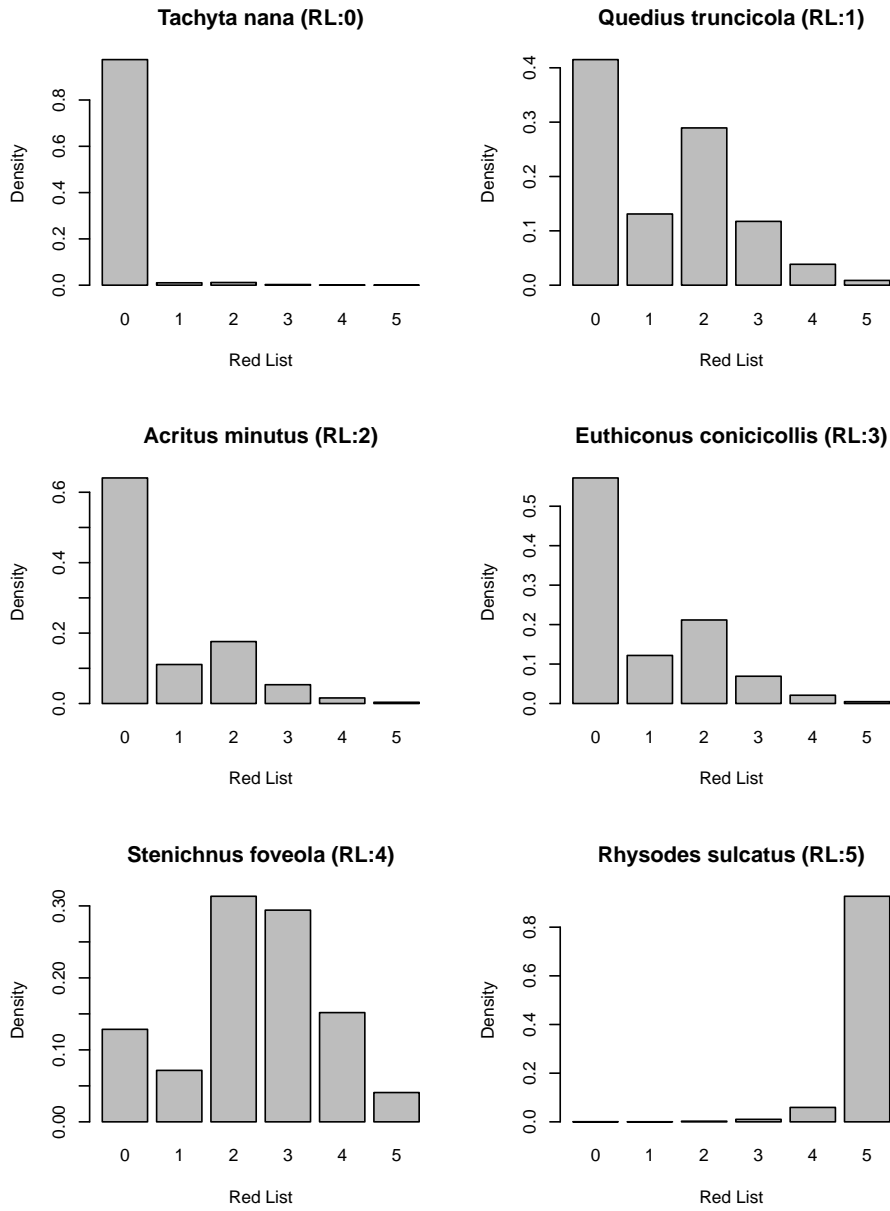 Tachyta nana (RL:0)
Density
0.0 0.2 0.4 0.6 0.8
0 1 2 3 4 5
Red List
Quedius truncicola (RL:1)
Density
0.0 0.1 0.2 0.3 0.4
0 1 2 3 4 5
Red List
Acritus minutus (RL:2)
Density
0.0 0.2 0.4 0.6
0 1 2 3 4 5
Red List
Euthiconus conicicollis (RL:3)
Density
0.0 0.1 0.2 0.3 0.4 0.5
0 1 2 3 4 5
Red List
Stenichnus foveola (RL:4)
Density
0.00 0.10 0.20 0.30
0 1 2 3 4 5
Red List
Rhysodes sulcatus (RL:5)
Density
0.0 0.2 0.4 0.6 0.8
0 1 2 3 4 5
Red List